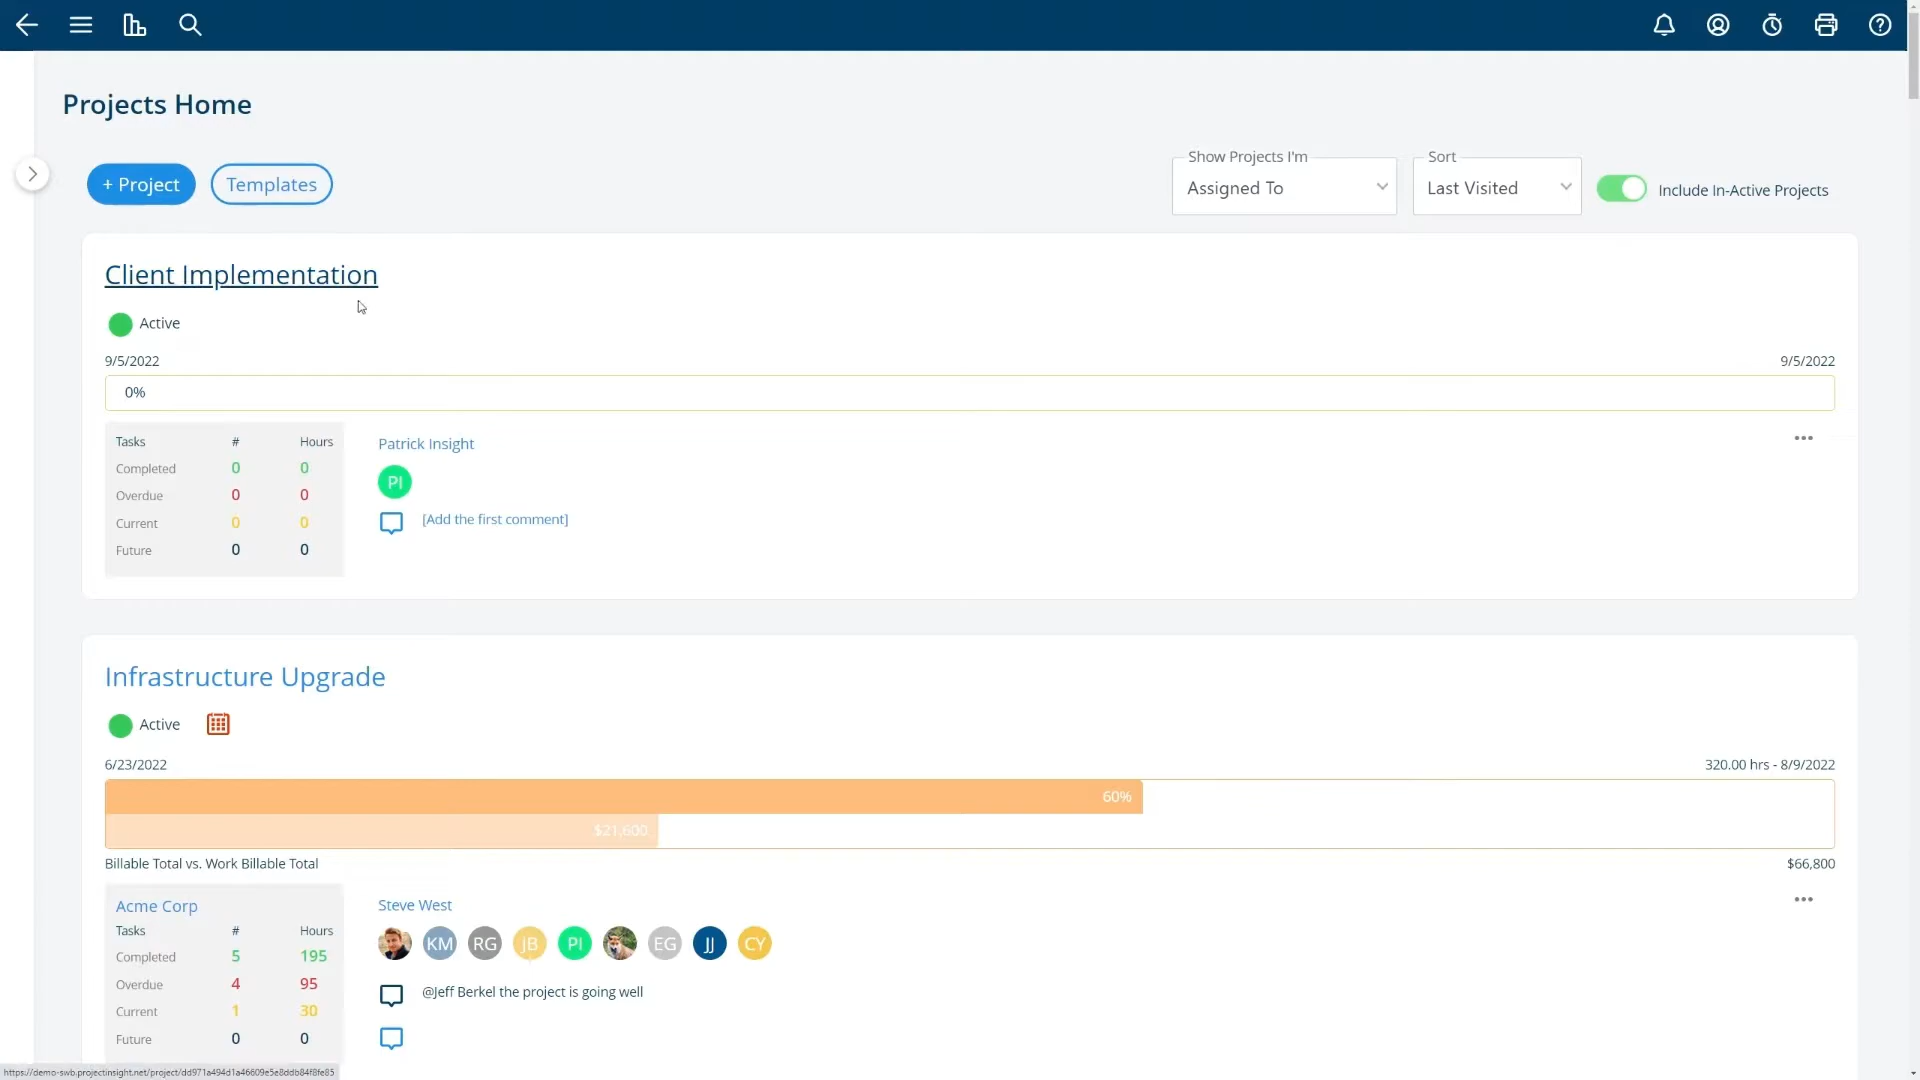 Projects Home
+ Project
Templates
Show Projects I'm
Assigned To
Sort
Last Visited
Include In-Active Projects
Client Implementation
Active
9/5/2022
9/5/2022
0%
Tasks # Hours
Completed 0 0
Overdue 0 0
Current 0 0
Future 0 0
Patrick Insight
PI
[Add the first comment]
Infrastructure Upgrade
Active
6/23/2022
320.00 hrs - 8/9/2022
60%
$21,600
Billable Total vs. Work Billable Total
$66,800
Acme Corp
Tasks # Hours
Completed 5 195
Overdue 4 95
Current 1 30
Future 0 0
Steve West
KM RG JB PI EG JJ CY
@Jeff Berkel the project is going well
https://demo-swb.projectinsight.net/project/dd971a494d1a46609e5e8ddb84f8fe85